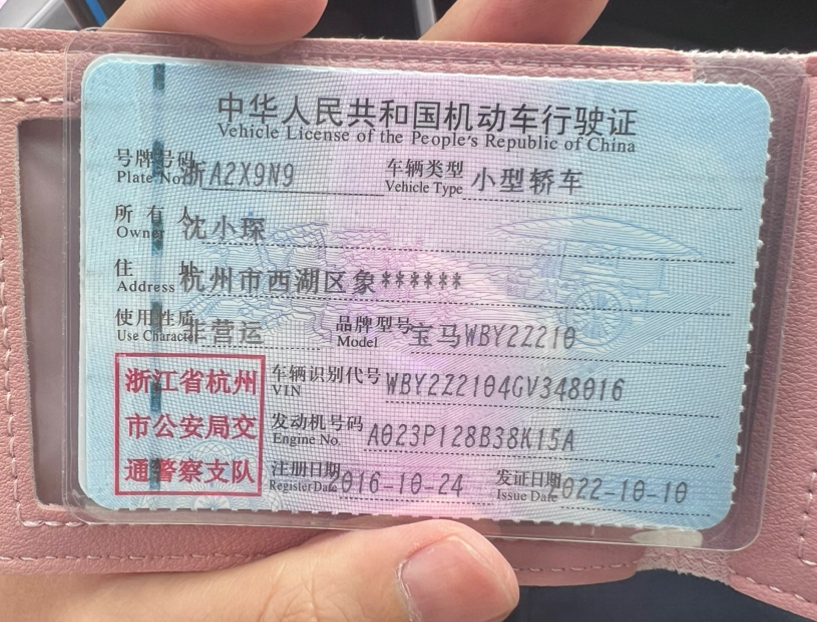 中华人民共和国机动车行驶证
Vehicle License of the People's Republic of China
号牌号码 浙A2X9N9 车辆类型 小型轿车
Plate No. Vehicle Type
所有人 沈小琛
Owner
住址 杭州市西湖区象******
Address
使用性质 非营运 品牌型号 宝马WBY2Z210
Use Character Model
浙江省杭州 车辆识别代号 WBY2Z2104GV348016
VIN
市公安局交 发动机号码 A023P128B38K15A
Engine No.
通警察支队 注册日期 2016-10-24 发证日期 2022-10-10
Register Date Issue Date